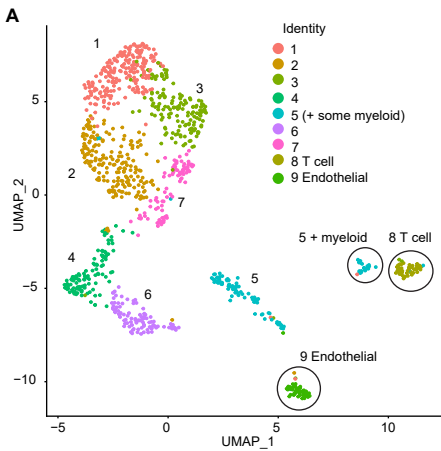 A
Identity
1
2
3
4
5 (+ some myeloid)
6
7
8 T cell
9 Endothelial
1
3
2
7
4
6
5
5 + myeloid
8 T cell
9 Endothelial
UMAP_2
5
0
−5
−10
−5
0
5
10
UMAP_1